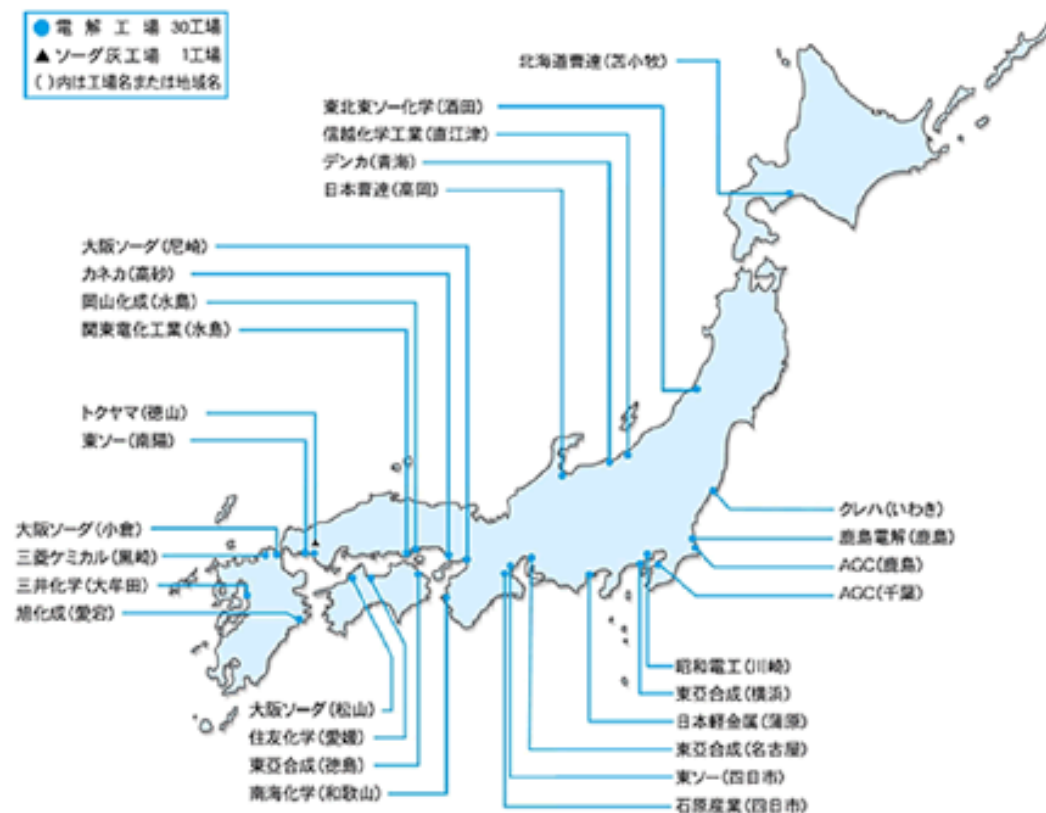 ● 電解工場 30工場
▲ ソーダ灰工場 1工場
( )内は工場名または地域名
北海道曹達(苫小牧)
東北東ソー化学(酒田)
信越化学工業(直江津)
デンカ(青海)
日本曹達(高岡)
大阪ソーダ(尼崎)
カネカ(高砂)
岡山化成(水島)
関東電化工業(水島)
トクヤマ(徳山)
東ソー(南陽)
大阪ソーダ(小倉)
三菱ケミカル(黒崎)
三井化学(大牟田)
旭化成(愛宕)
クレハ(いわき)
鹿島電解(鹿島)
AGC(鹿島)
AGC(千葉)
昭和電工(川崎)
東亞合成(横浜)
日本軽金属(蒲原)
東亞合成(名古屋)
東ソー(四日市)
石原産業(四日市)
大阪ソーダ(松山)
住友化学(愛媛)
東亞合成(徳島)
南海化学(和歌山)